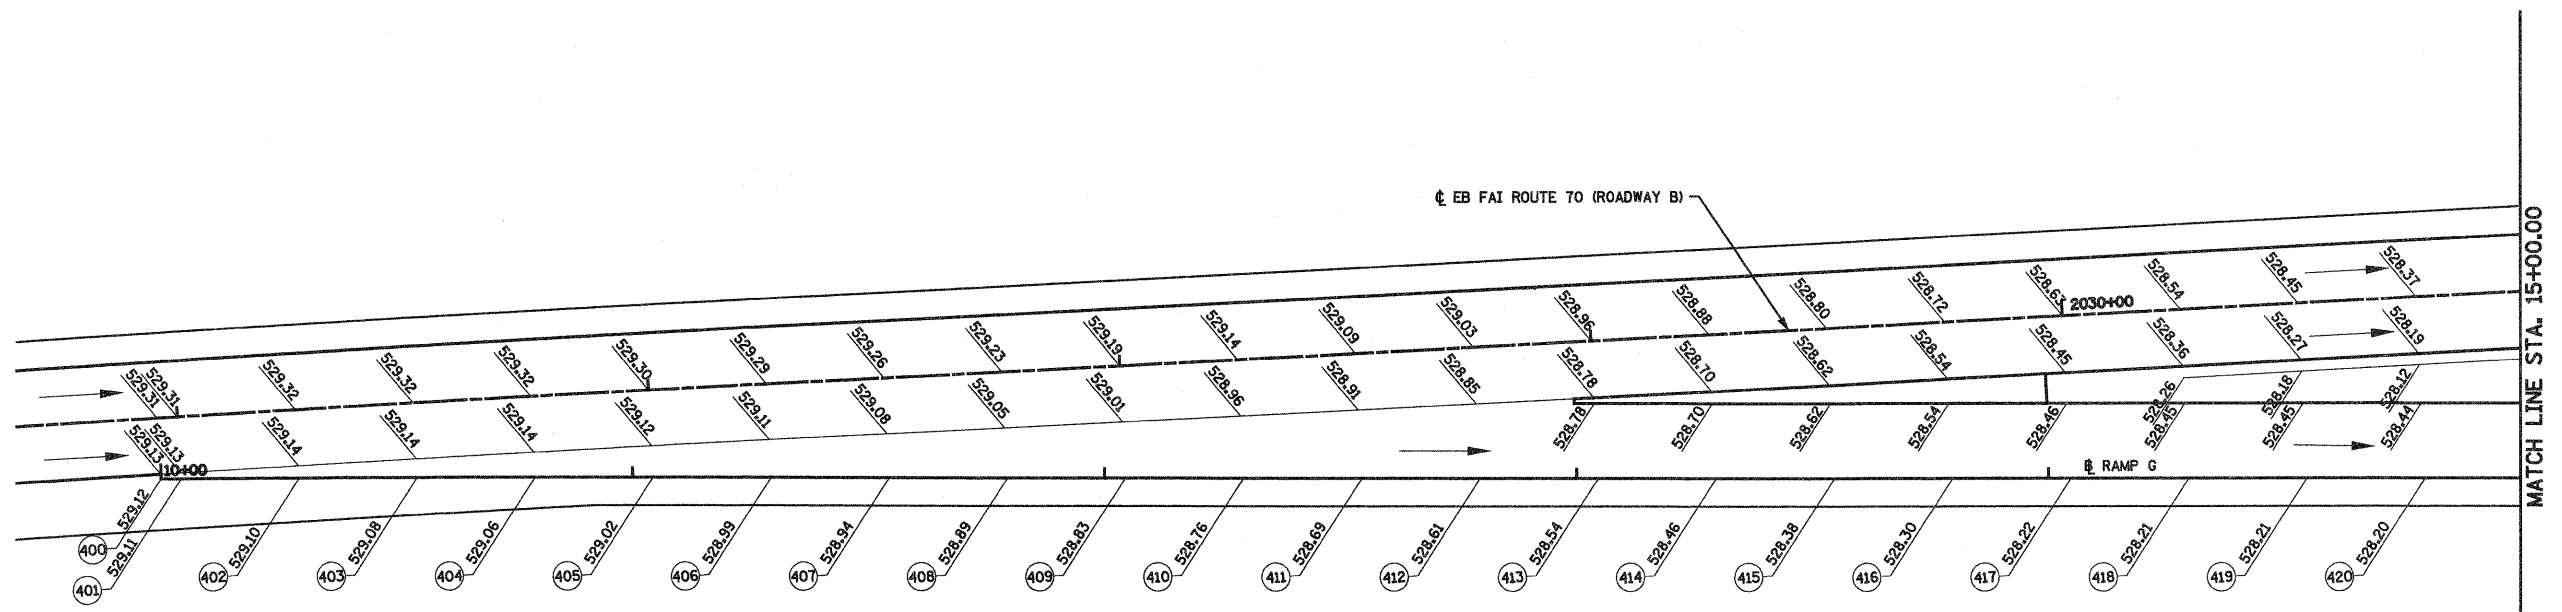 ℄ EB FAI ROUTE 70 (ROADWAY B)
529.31 529.31 529.32 529.32 529.32 529.30 529.29 529.26 529.23 529.19 529.14 529.09 529.03 528.96 528.88 528.80 528.72 528.63 528.54 528.45 528.37
2030+00
529.13 529.13 529.14 529.14 529.14 529.12 529.11 529.08 529.05 529.01 528.96 528.91 528.85 528.78 528.70 528.62 528.54 528.45 528.36 528.27 528.19
528.26 528.18 528.12
528.78 528.70 528.62 528.54 528.46 528.45 528.45 528.44
10+00
℄ RAMP G
529.12 529.11 529.10 529.08 529.06 529.02 528.99 528.94 528.89 528.83 528.76 528.69 528.61 528.54 528.46 528.38 528.30 528.22 528.21 528.21 528.20
400 401 402 403 404 405 406 407 408 409 410 411 412 413 414 415 416 417 418 419 420
MATCH LINE STA. 15+00.00